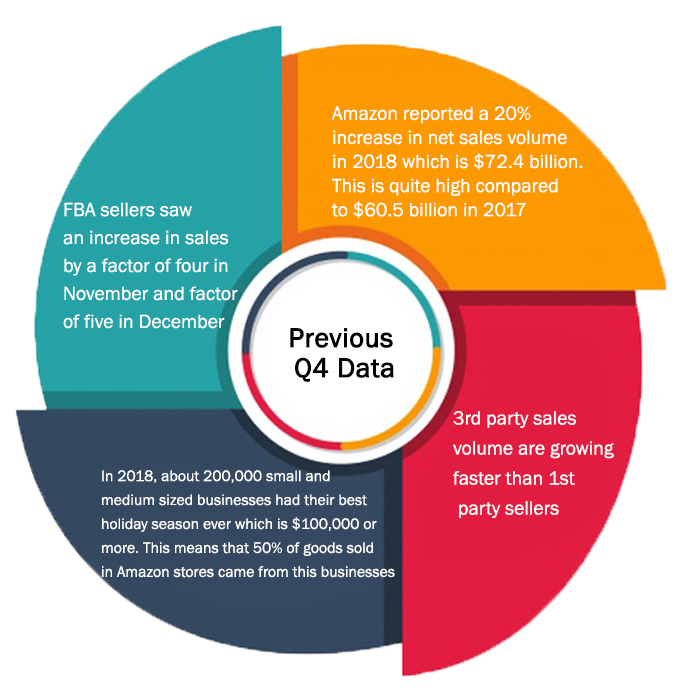 Amazon reported a 20%
increase in net sales volume
in 2018 which is $72.4 billion.
This is quite high compared
to $60.5 billion in 2017
FBA sellers saw
an increase in sales
by a factor of four in
November and factor
of five in December
Previous
Q4 Data
3rd party sales
volume are growing
faster than 1st
party sellers
In 2018, about 200,000 small and
medium sized businesses had their best
holiday season ever which is $100,000 or
more. This means that 50% of goods sold
in Amazon stores came from this businesses